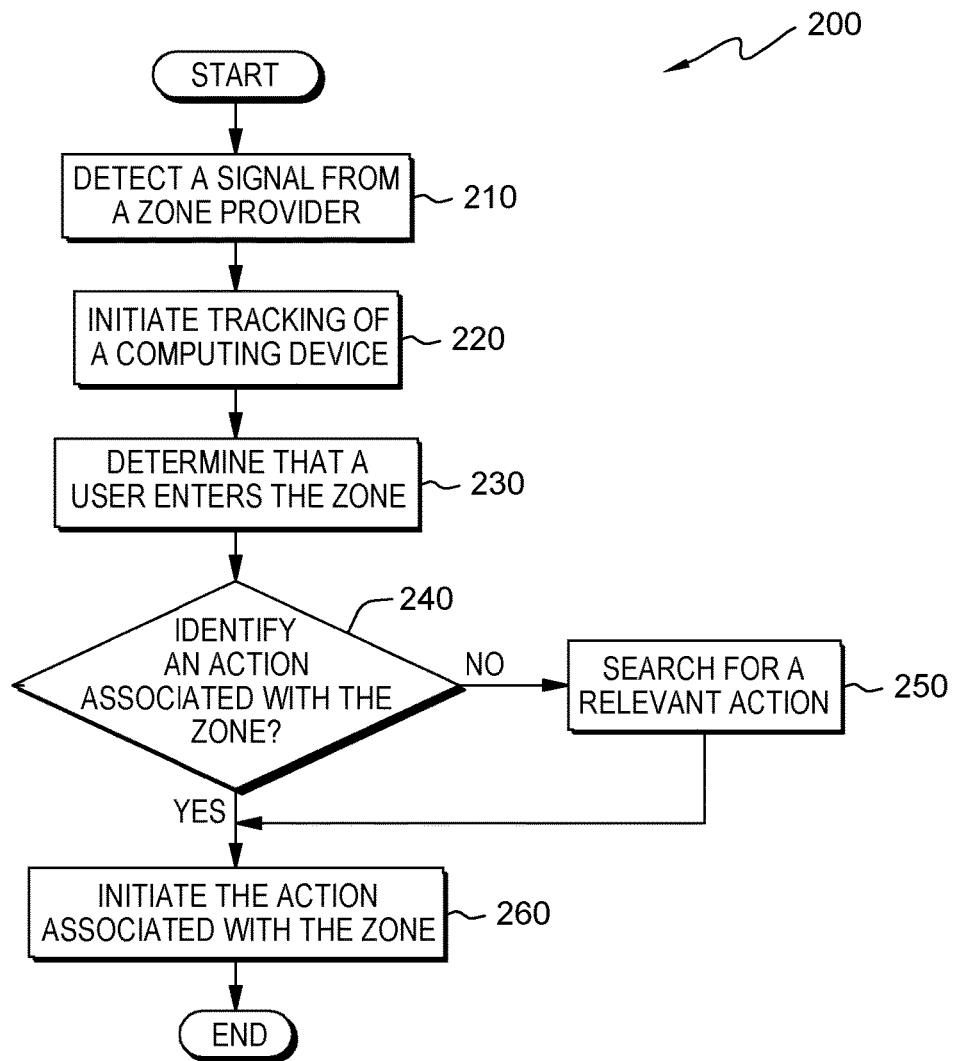 200
START
DETECT A SIGNAL FROM
A ZONE PROVIDER
210
INITIATE TRACKING OF
A COMPUTING DEVICE
220
DETERMINE THAT A
USER ENTERS THE ZONE
230
240
IDENTIFY
AN ACTION
ASSOCIATED WITH THE
ZONE?
NO
SEARCH FOR A
RELEVANT ACTION
250
YES
INITIATE THE ACTION
ASSOCIATED WITH THE ZONE
260
END